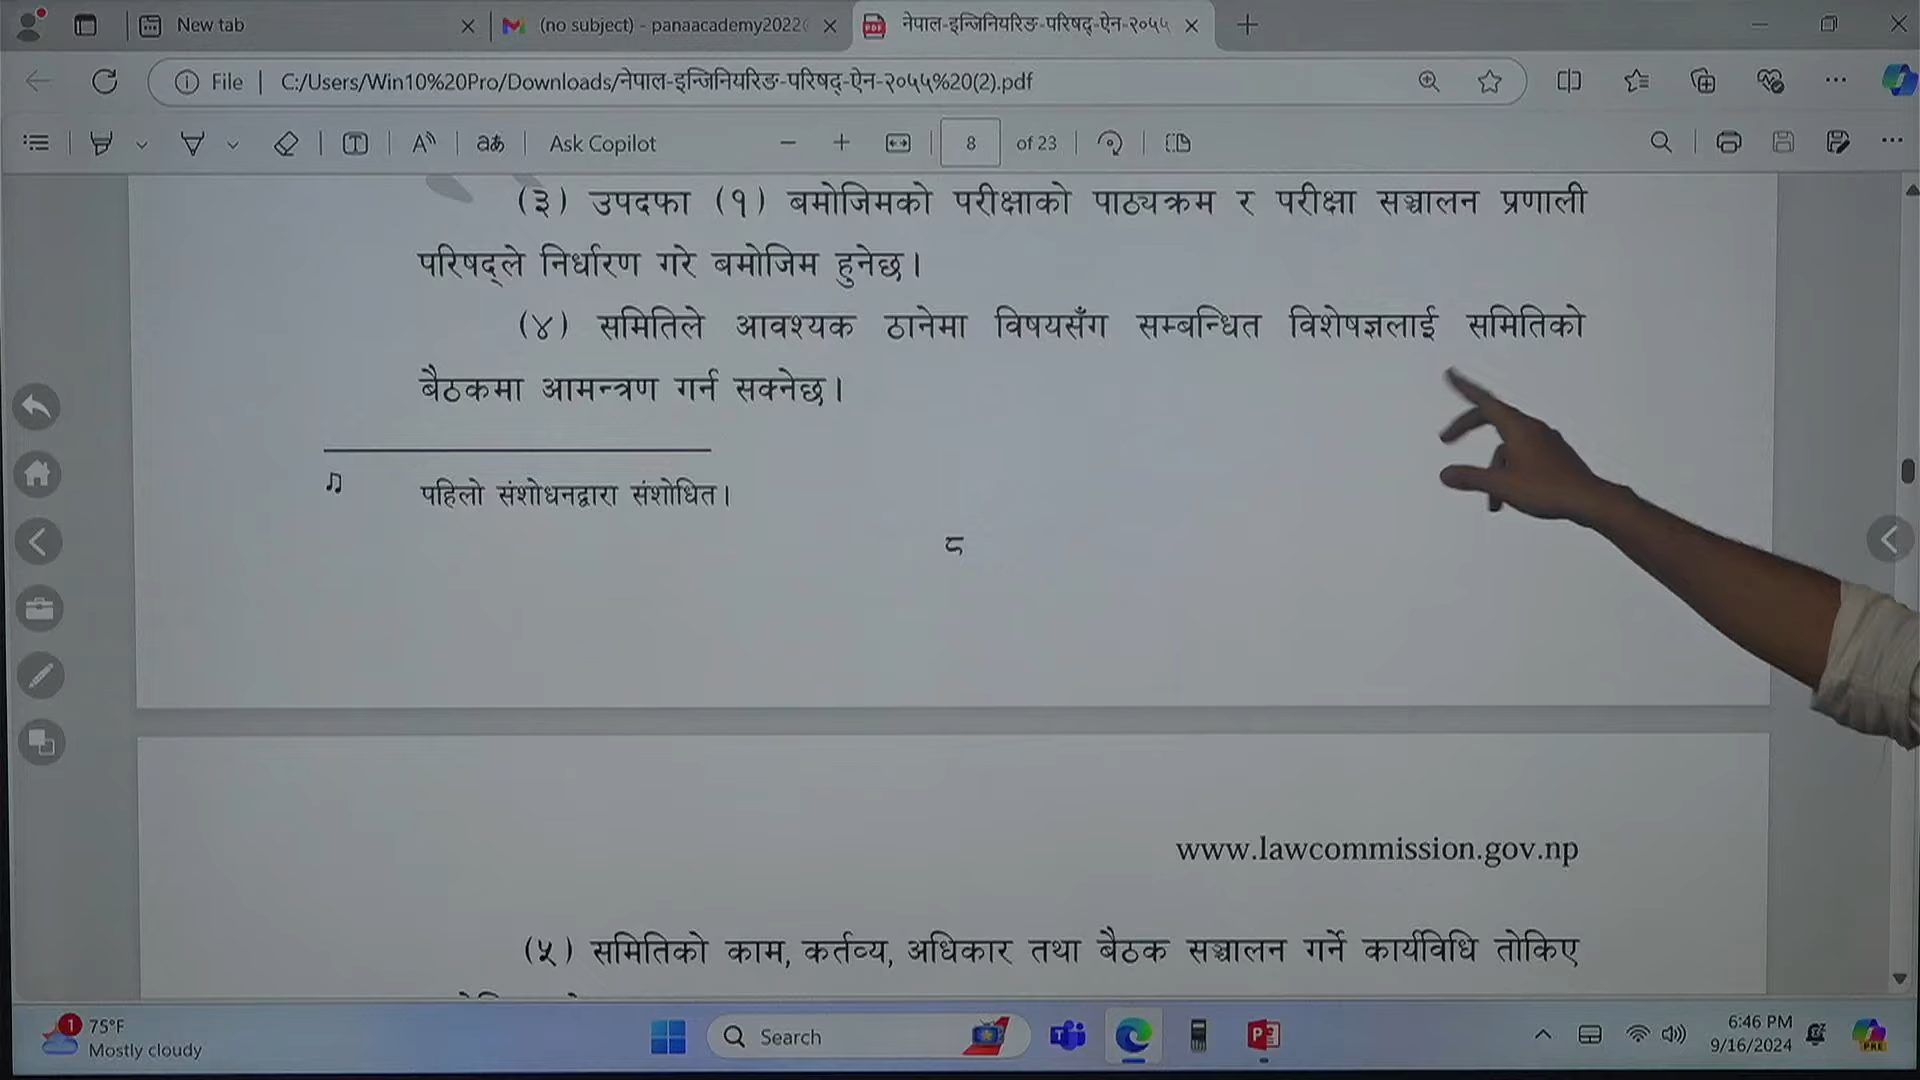 New tab
(no subject) - panaacademy2022
नेपाल-इन्जिनियरिङ-परिषद्-ऐन-२०५५
File
C:/Users/Win10%20Pro/Downloads/नेपाल-इन्जिनियरिङ-परिषद्-ऐन-२०५५%20(2).pdf
T
A
aあ
Ask Copilot
8
of 23
(३) उपदफा (१) बमोजिमको परीक्षाको पाठ्यक्रम र परीक्षा सञ्चालन प्रणाली
परिषद्ले निर्धारण गरे बमोजिम हुनेछ।
(४) समितिले आवश्यक ठानेमा विषयसँग सम्बन्धित विशेषज्ञलाई समितिको
बैठकमा आमन्त्रण गर्न सक्नेछ।
♫ पहिलो संशोधनद्वारा संशोधित।
८
www.lawcommission.gov.np
(५) समितिको काम, कर्तव्य, अधिकार तथा बैठक सञ्चालन गर्ने कार्यविधि तोकिए
1
75°F
Mostly cloudy
Search
6:46 PM
9/16/2024